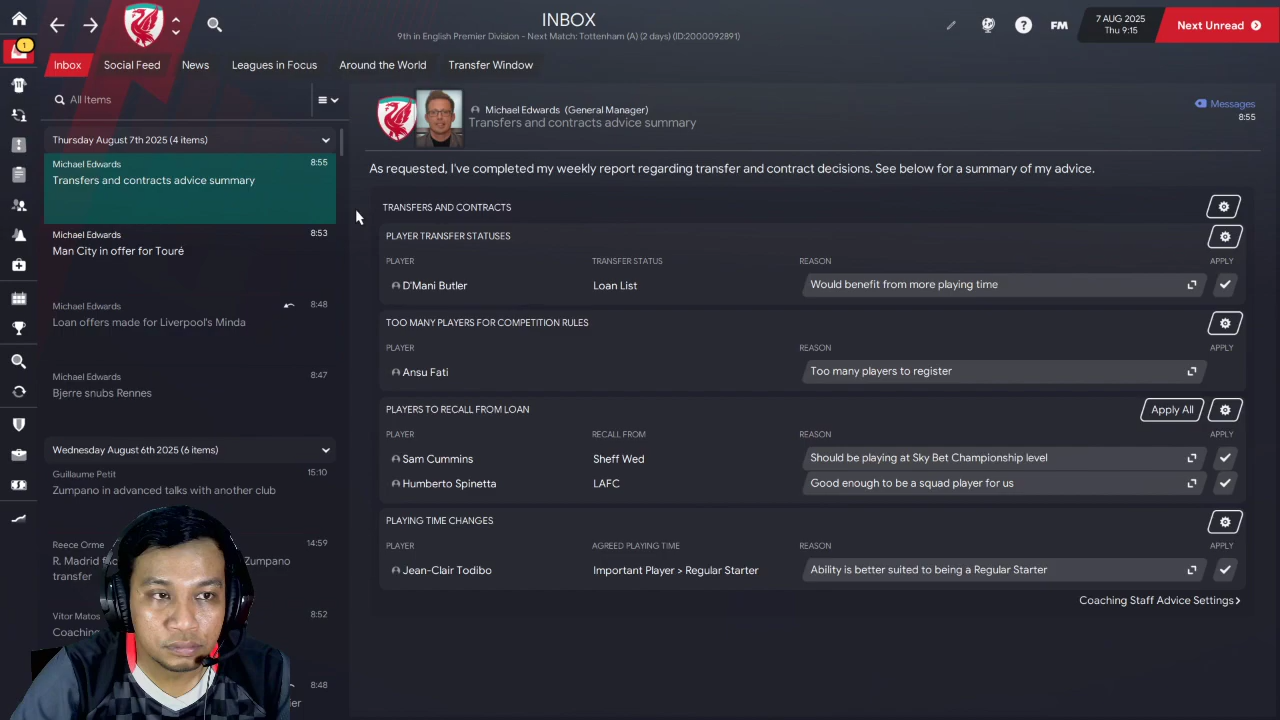 INBOX
9th in English Premier Division - Next Match: Tottenham (A) (2 days) (ID:2000092891)
FM
7 AUG 2025
Thu 9:15
Next Unread
1
11
Inbox
Social Feed
News
Leagues in Focus
Around the World
Transfer Window
All Items
Thursday August 7th 2025 (4 items)
Michael Edwards
8:55
Transfers and contracts advice summary
Michael Edwards
8:53
Man City in offer for Touré
Michael Edwards
8:48
Loan offers made for Liverpool's Minda
Michael Edwards
8:47
Bjerre snubs Rennes
Wednesday August 6th 2025 (6 items)
Guillaume Petit
15:10
Zumpano in advanced talks with another club
Reece Orme
14:59
R. Madrid
Zumpano
transfer
Vitor Matos
8:52
Coaching
8:48
Michael Edwards (General Manager)
Transfers and contracts advice summary
Messages
8:55
As requested, I've completed my weekly report regarding transfer and contract decisions. See below for a summary of my advice.
TRANSFERS AND CONTRACTS
PLAYER TRANSFER STATUSES
PLAYER
TRANSFER STATUS
REASON
APPLY
D'Mani Butler
Loan List
Would benefit from more playing time
TOO MANY PLAYERS FOR COMPETITION RULES
PLAYER
REASON
APPLY
Ansu Fati
Too many players to register
PLAYERS TO RECALL FROM LOAN
Apply All
PLAYER
RECALL FROM
REASON
APPLY
Sam Cummins
Sheff Wed
Should be playing at Sky Bet Championship level
Humberto Spinetta
LAFC
Good enough to be a squad player for us
PLAYING TIME CHANGES
PLAYER
AGREED PLAYING TIME
REASON
APPLY
Jean-Clair Todibo
Important Player > Regular Starter
Ability is better suited to being a Regular Starter
Coaching Staff Advice Settings >